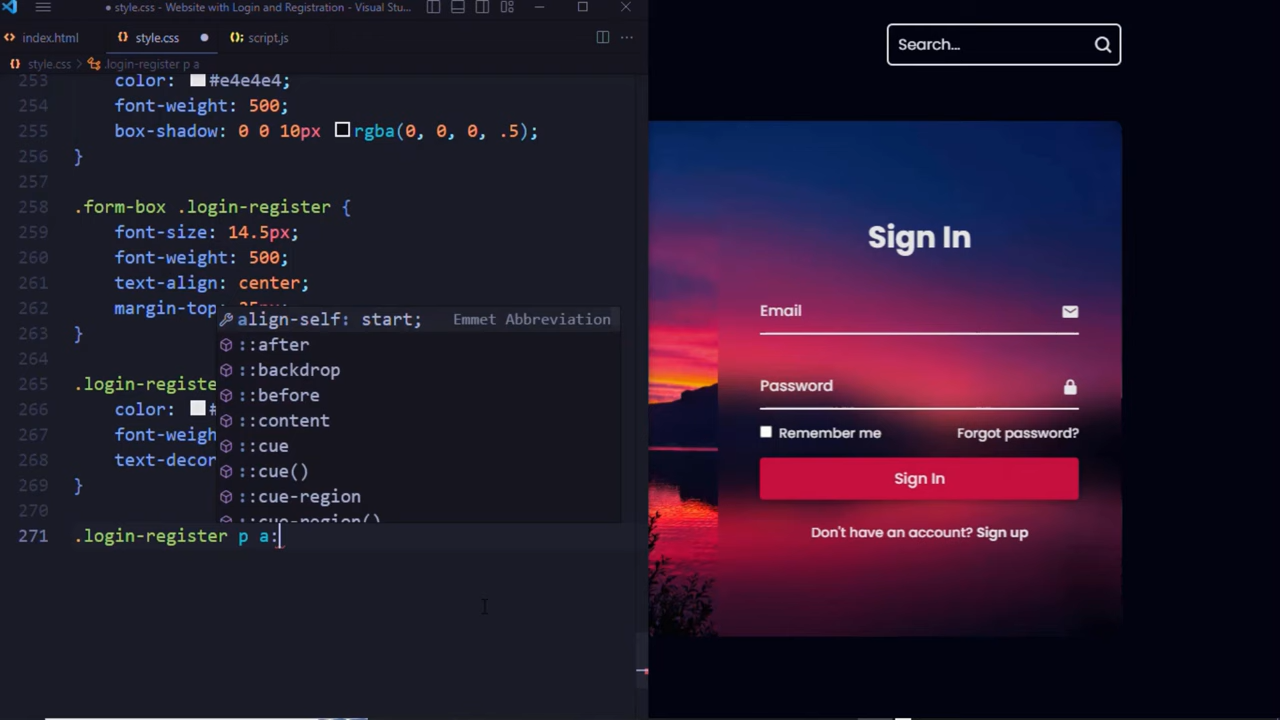 style.css - Website with Login and Registration - Visual Stu...
index.html
style.css
script.js
style.css
.login-register p a
253 color: #e4e4e4;
254 font-weight: 500;
255 box-shadow: 0 0 10px rgba(0, 0, 0, .5);
256 }
257
258 .form-box .login-register {
259 font-size: 14.5px;
260 font-weight: 500;
261 text-align: center;
262 margin-top:
263 }
264
265 .login-registe
266 color: #
267 font-weigh
268 text-decor
269 }
270
271 .login-register p a:
align-self: start; Emmet Abbreviation
::after
::backdrop
::before
::content
::cue
::cue()
::cue-region
::cue-region()
Search...
Sign In
Email
Password
Remember me Forgot password?
Sign In
Don't have an account? Sign up